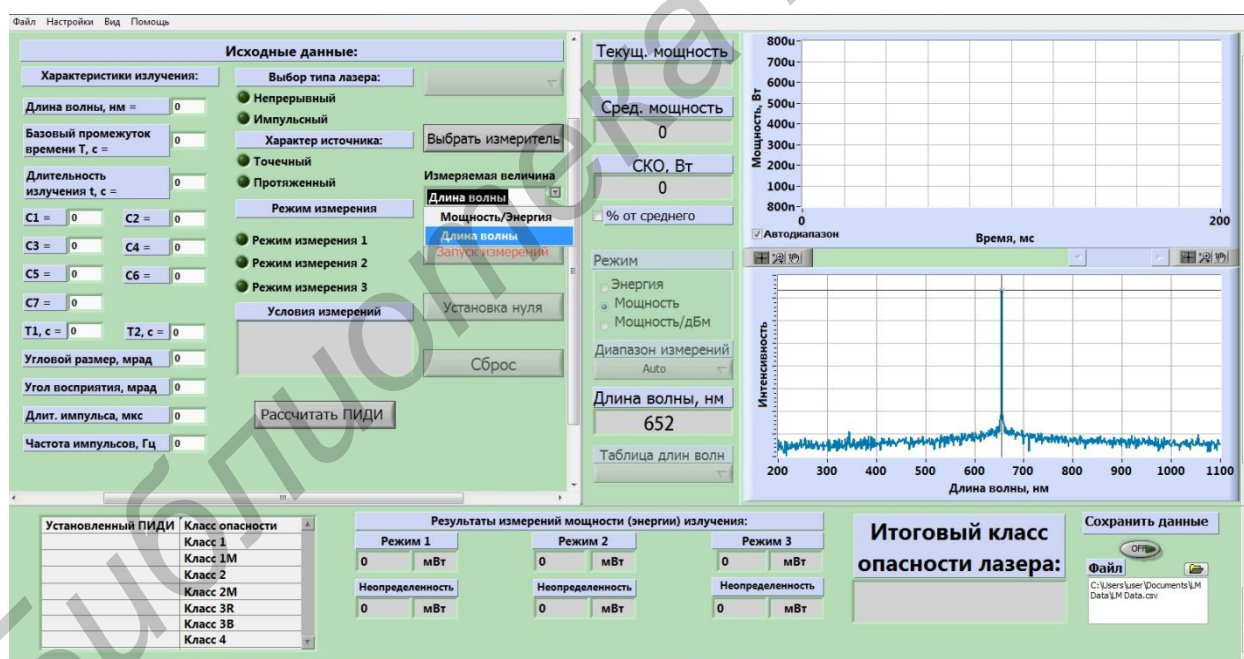 Файл Настройки Вид Помощь
Исходные данные:
Характеристики излучения:
Длина волны, нм = 0
Базовый промежуток
времени T, с = 0
Длительность
излучения t, с = 0
C1 = 0 C2 = 0
C3 = 0 C4 = 0
C5 = 0 C6 = 0
C7 = 0
T1, с = 0 T2, с = 0
Угловой размер, мрад 0
Угол восприятия, мрад 0
Длит. импульса, мкс 0
Частота импульсов, Гц 0
Выбор типа лазера:
Непрерывный
Импульсный
Характер источника:
Точечный
Протяженный
Режим измерения
Режим измерения 1
Режим измерения 2
Режим измерения 3
Условия измерений
Рассчитать ПИДИ
Выбрать измеритель
Измеряемая величина
Длина волны
Мощность/Энергия
Длина волны
Запуск измерений
Установка нуля
Сброс
Текущ. мощность
Сред. мощность
0
СКО, Вт
0
% от среднего
Режим
Энергия
Мощность
Мощность/дБм
Диапазон измерений
Auto
Длина волны, нм
652
Таблица длин волн
Мощность, Вт
800u
700u
600u
500u
400u
300u
200u
100u
800n
0 200
Автодиапазон
Время, мс
Интенсивность
200 300 400 500 600 700 800 900 1000 1100
Длина волны, нм
Установленный ПИДИ Класс опасности
Класс 1
Класс 1M
Класс 2
Класс 2M
Класс 3R
Класс 3B
Класс 4
Результаты измерений мощности (энергии) излучения:
Режим 1 Режим 2 Режим 3
0 мВт 0 мВт 0 мВт
Неопределенность Неопределенность Неопределенность
0 мВт 0 мВт 0 мВт
Итоговый класс
опасности лазера:
Сохранить данные
OFF
Файл
C:\Users\user\Documents\LM
Data\LM Data.csv
Библиотека